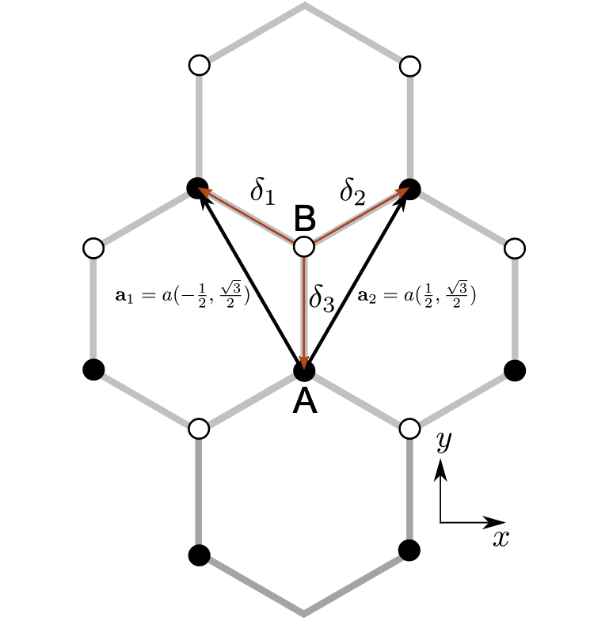 δ₁ δ₂
B
δ₃
𝐚₁ = a(−1/2, √3/2) 𝐚₂ = a(1/2, √3/2)
A
y
x